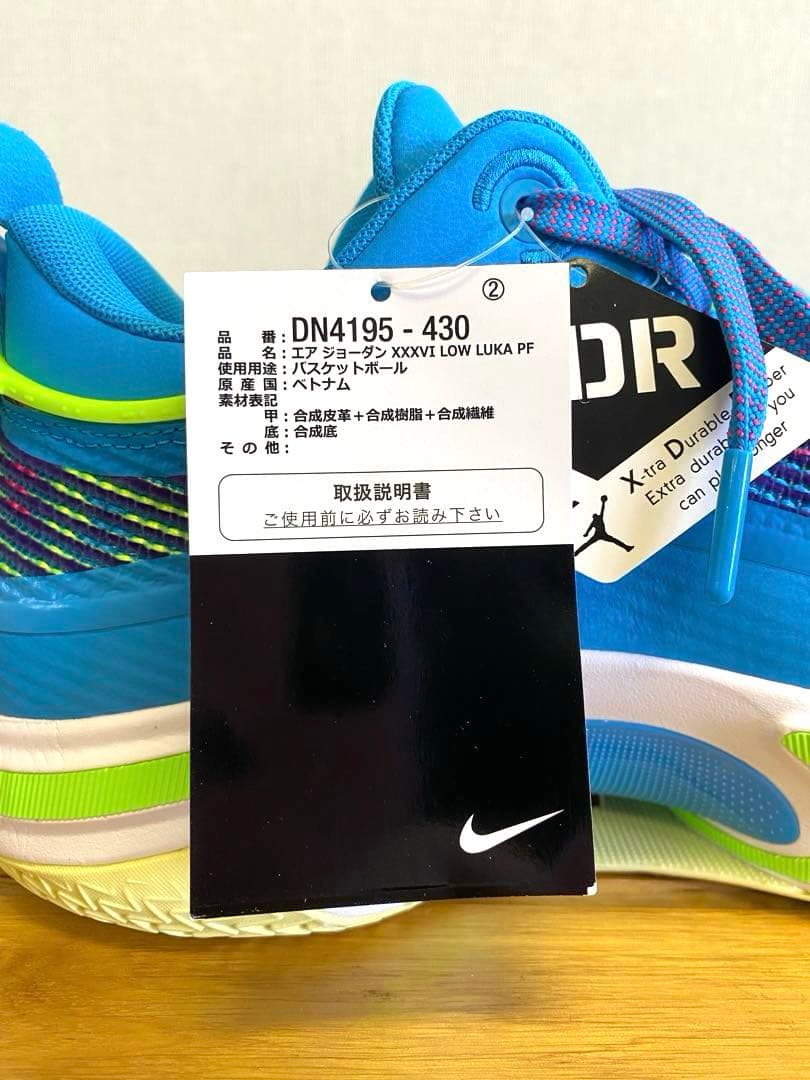 ②
品 番：DN4195 - 430
品 名：エア ジョーダン XXXVI LOW LUKA PF
使用用途：バスケットボール
原 産 国：ベトナム
素材表記
甲：合成皮革＋合成樹脂＋合成繊維
底：合成底
そ の 他：
取扱説明書
ご使用前に必ずお読み下さい
DR
X-tra Durable
Extra you
can